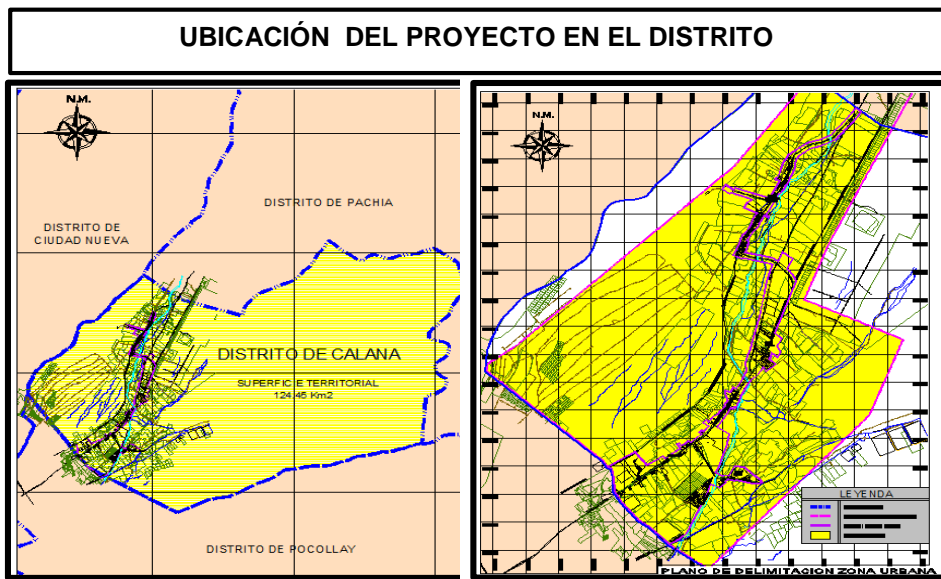 UBICACIÓN DEL PROYECTO EN EL DISTRITO
N.M.
DISTRITO DE PACHIA
DISTRITO DE
CIUDAD NUEVA
DISTRITO DE CALANA
SUPERFICIE TERRITORIAL
124.45 Km2
DISTRITO DE POCOLLAY
N.M.
LEYENDA
PLANO DE DELIMITACION ZONA URBANA